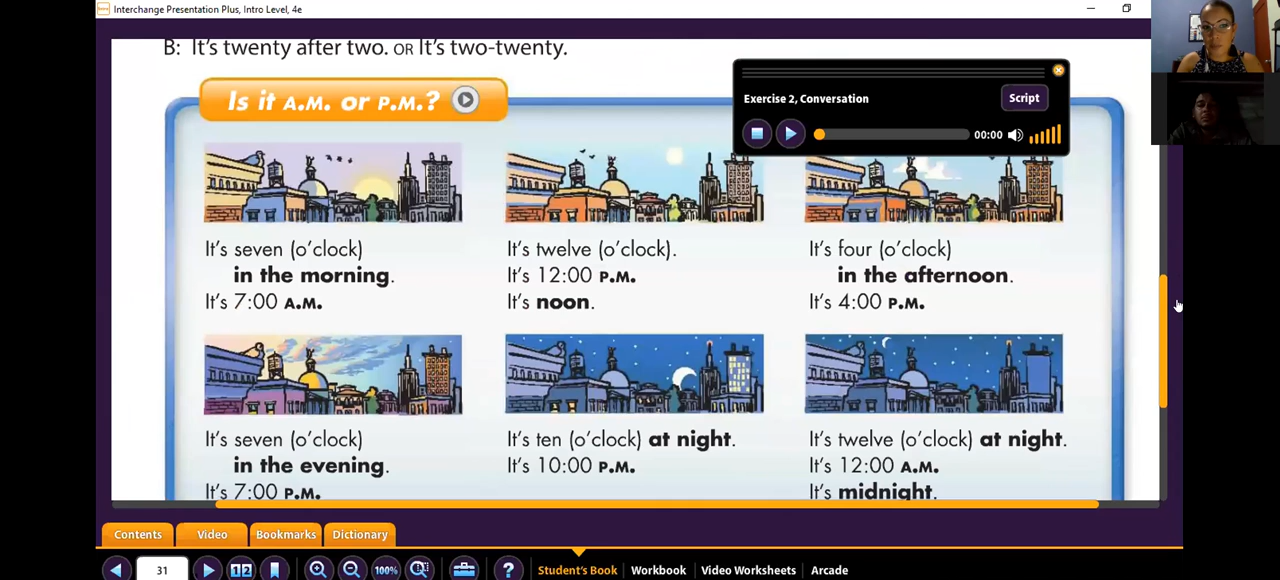 Intro
Interchange Presentation Plus, Intro Level, 4e
B: It's twenty after two. OR It's two-twenty.
Is it A.M. or P.M.?
Exercise 2, Conversation
Script
00:00
It's seven (o'clock)
in the morning.
It's 7:00 A.M.
It's twelve (o'clock).
It's 12:00 P.M.
It's noon.
It's four (o'clock)
in the afternoon.
It's 4:00 P.M.
It's seven (o'clock)
in the evening.
It's 7:00 P.M.
It's ten (o'clock) at night.
It's 10:00 P.M.
It's twelve (o'clock) at night.
It's 12:00 A.M.
It's midnight.
Contents Video Bookmarks Dictionary
31 1 2 100% ? Student's Book Workbook Video Worksheets Arcade